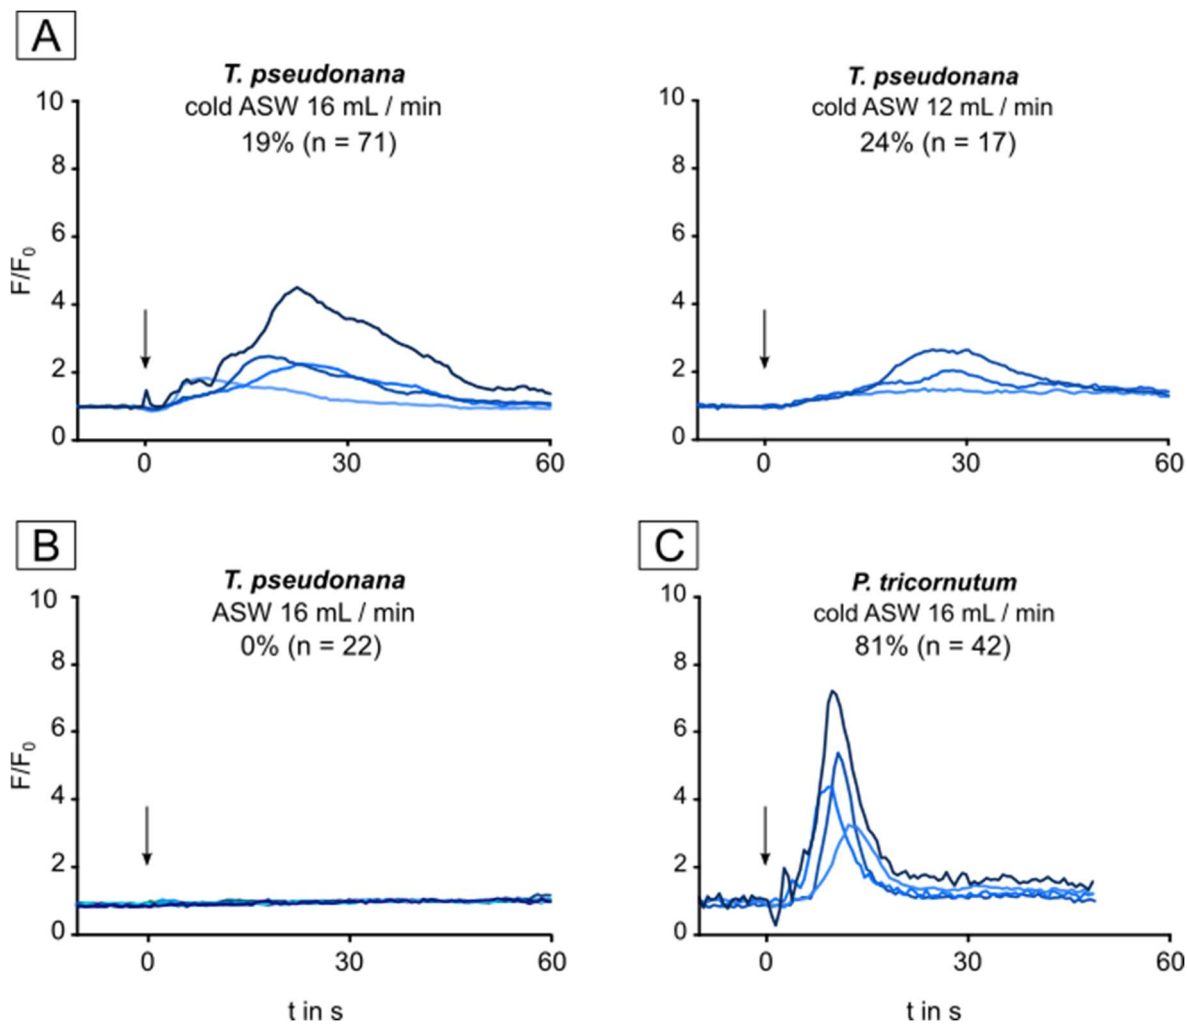 A
T. pseudonana
cold ASW 16 mL / min
19% (n = 71)
10
8
6
4
2
0
F/F0
0
30
60
T. pseudonana
cold ASW 12 mL / min
24% (n = 17)
10
8
6
4
2
0
0
30
60
B
T. pseudonana
ASW 16 mL / min
0% (n = 22)
10
8
6
4
2
0
F/F0
0
30
60
t in s
C
P. tricornutum
cold ASW 16 mL / min
81% (n = 42)
10
8
6
4
2
0
0
30
60
t in s